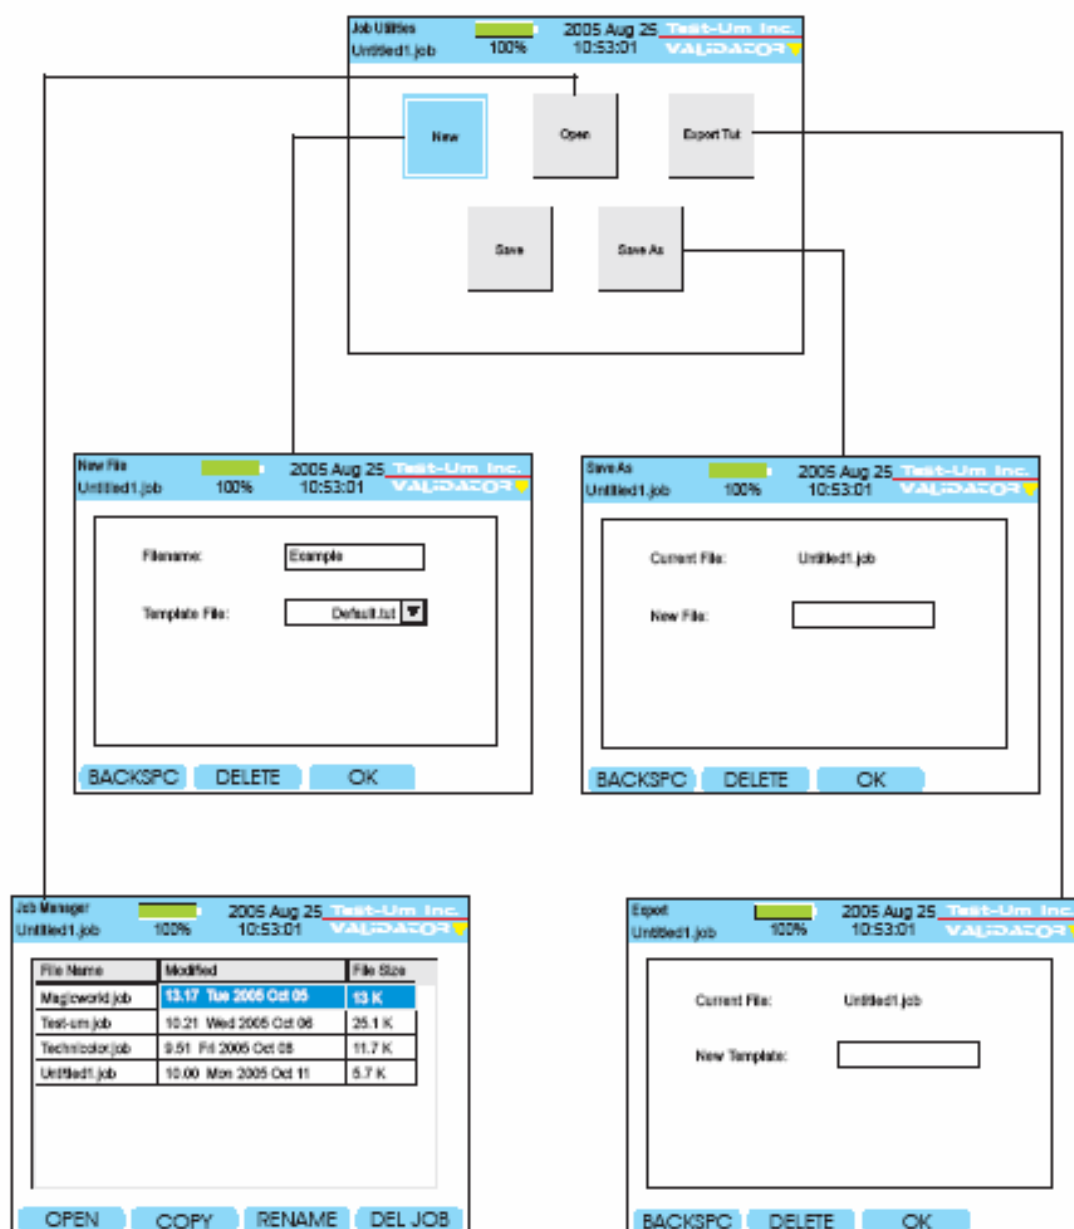 Job Utilities 2005 Aug 25 Test-Um Inc.
Untitled1.job 100% 10:53:01 VALIDATOR
New Open Export Tut
Save Save As
New File 2005 Aug 25 Test-Um Inc.
Untitled1.job 100% 10:53:01 VALIDATOR
Filename: Example
Template File: Default.tut
BACKSPC DELETE OK
Save As 2005 Aug 25 Test-Um Inc.
Untitled1.job 100% 10:53:01 VALIDATOR
Current File: Untitled1.job
New File:
BACKSPC DELETE OK
Job Manager 2005 Aug 25 Test-Um Inc.
Untitled1.job 100% 10:53:01 VALIDATOR
File Name Modified File Size
Magicworld.job 13.17 Tue 2005 Oct 05 13 K
Test-um.job 10.21 Wed 2005 Oct 06 25.1 K
Technicolor.job 9.51 Fri 2005 Oct 08 11.7 K
Untitled1.job 10.00 Mon 2005 Oct 11 5.7 K
OPEN COPY RENAME DEL JOB
Export 2005 Aug 25 Test-Um Inc.
Untitled1.job 100% 10:53:01 VALIDATOR
Current File: Untitled1.job
New Template:
BACKSPC DELETE OK